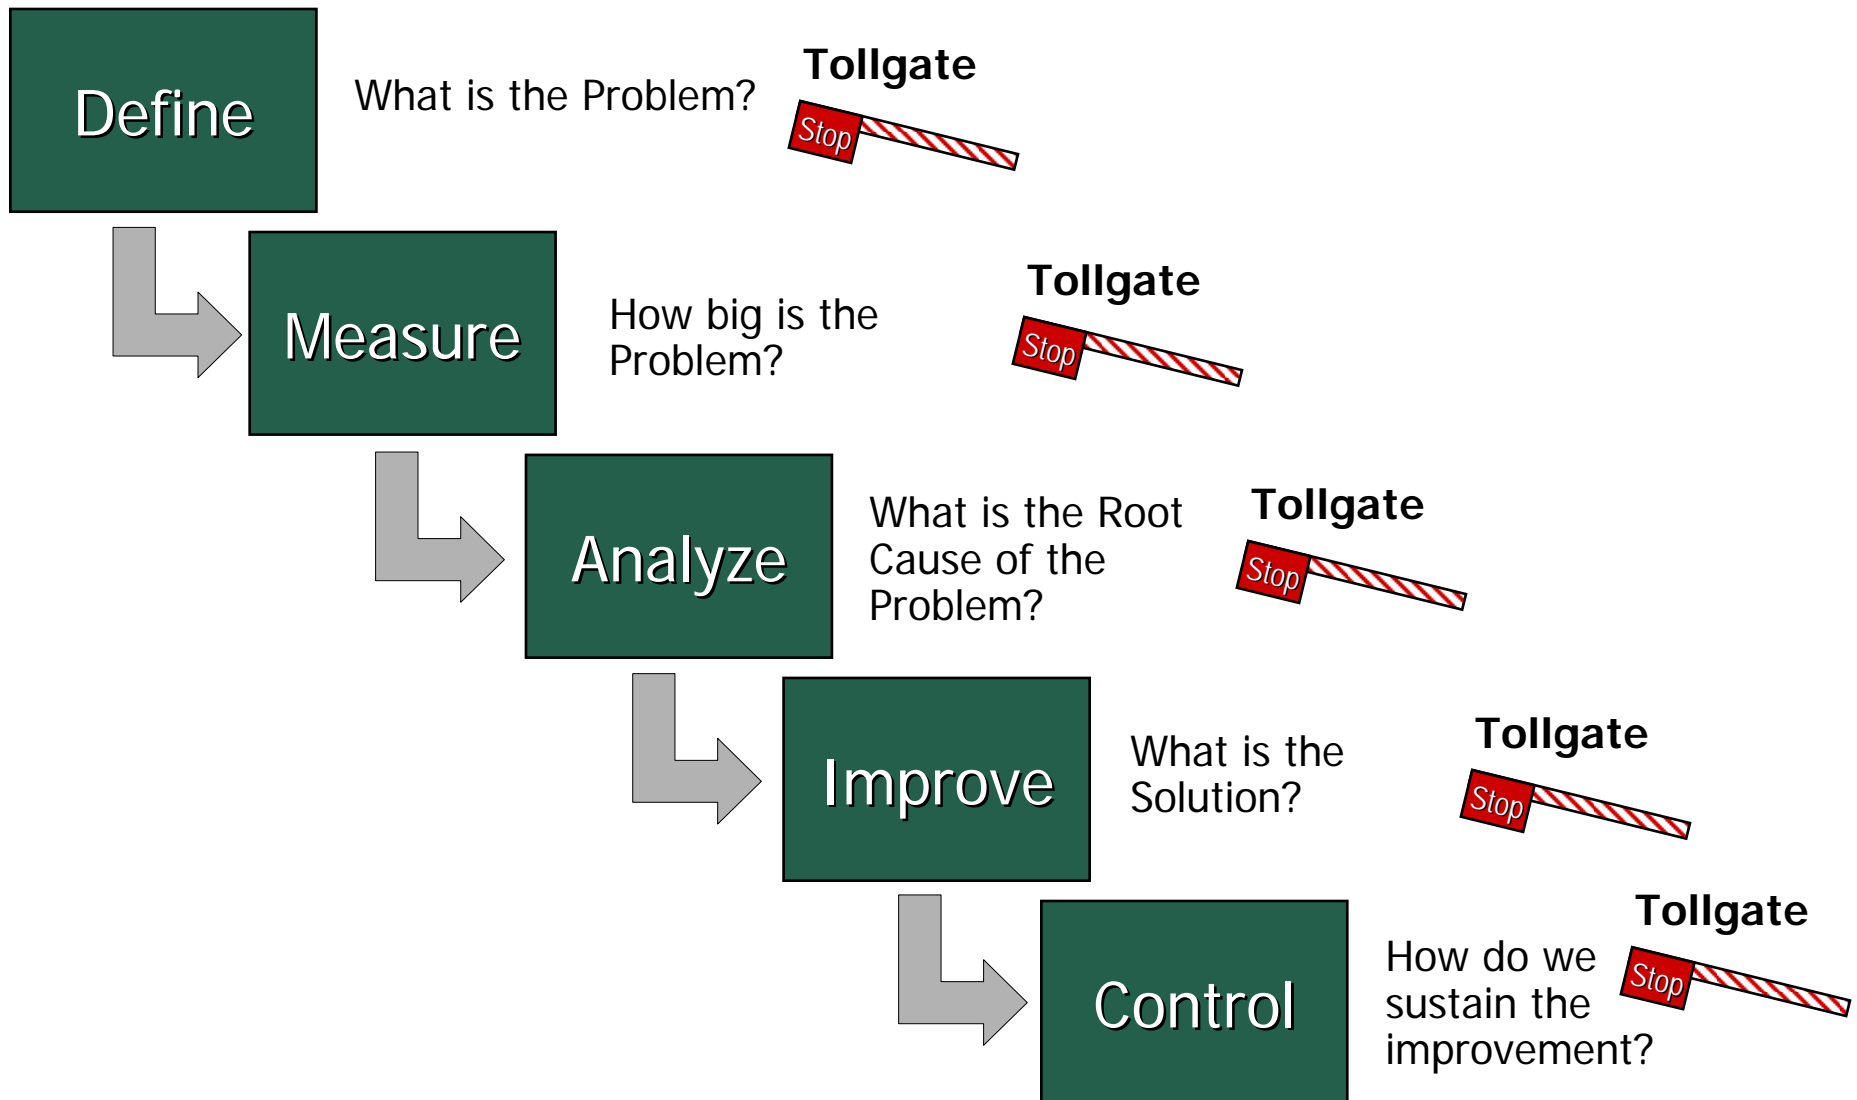 Define
What is the Problem?
Tollgate
Stop
Measure
How big is the
Problem?
Tollgate
Stop
Analyze
What is the Root
Cause of the
Problem?
Tollgate
Stop
Improve
What is the
Solution?
Tollgate
Stop
Control
How do we
sustain the
improvement?
Tollgate
Stop